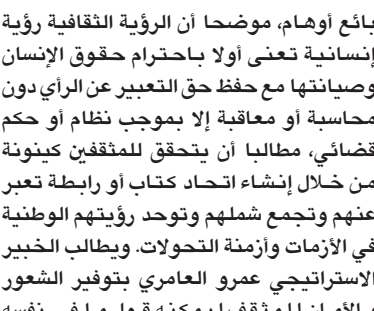 بائع أوهام، موضحا أن الرؤية الثقافية رؤية
إنسانية تعنى أولا باحترام حقوق الإنسان
وصيانتها مع حفظ حق التعبير عن الرأي دون
محاسبة أو معاقبة إلا بموجب نظام أو حكم
قضائي، مطالبا أن يتحقق للمثقفين كينونة
من خلال إنشاء اتحاد كتاب أو رابطة تعبر
عنهم وتجمع شملهم وتوحد رؤيتهم الوطنية
في الأزمات وأزمنة التحولات. ويطالب الخبير
الاستراتيجي عمرو العامري بتوفير الشعور